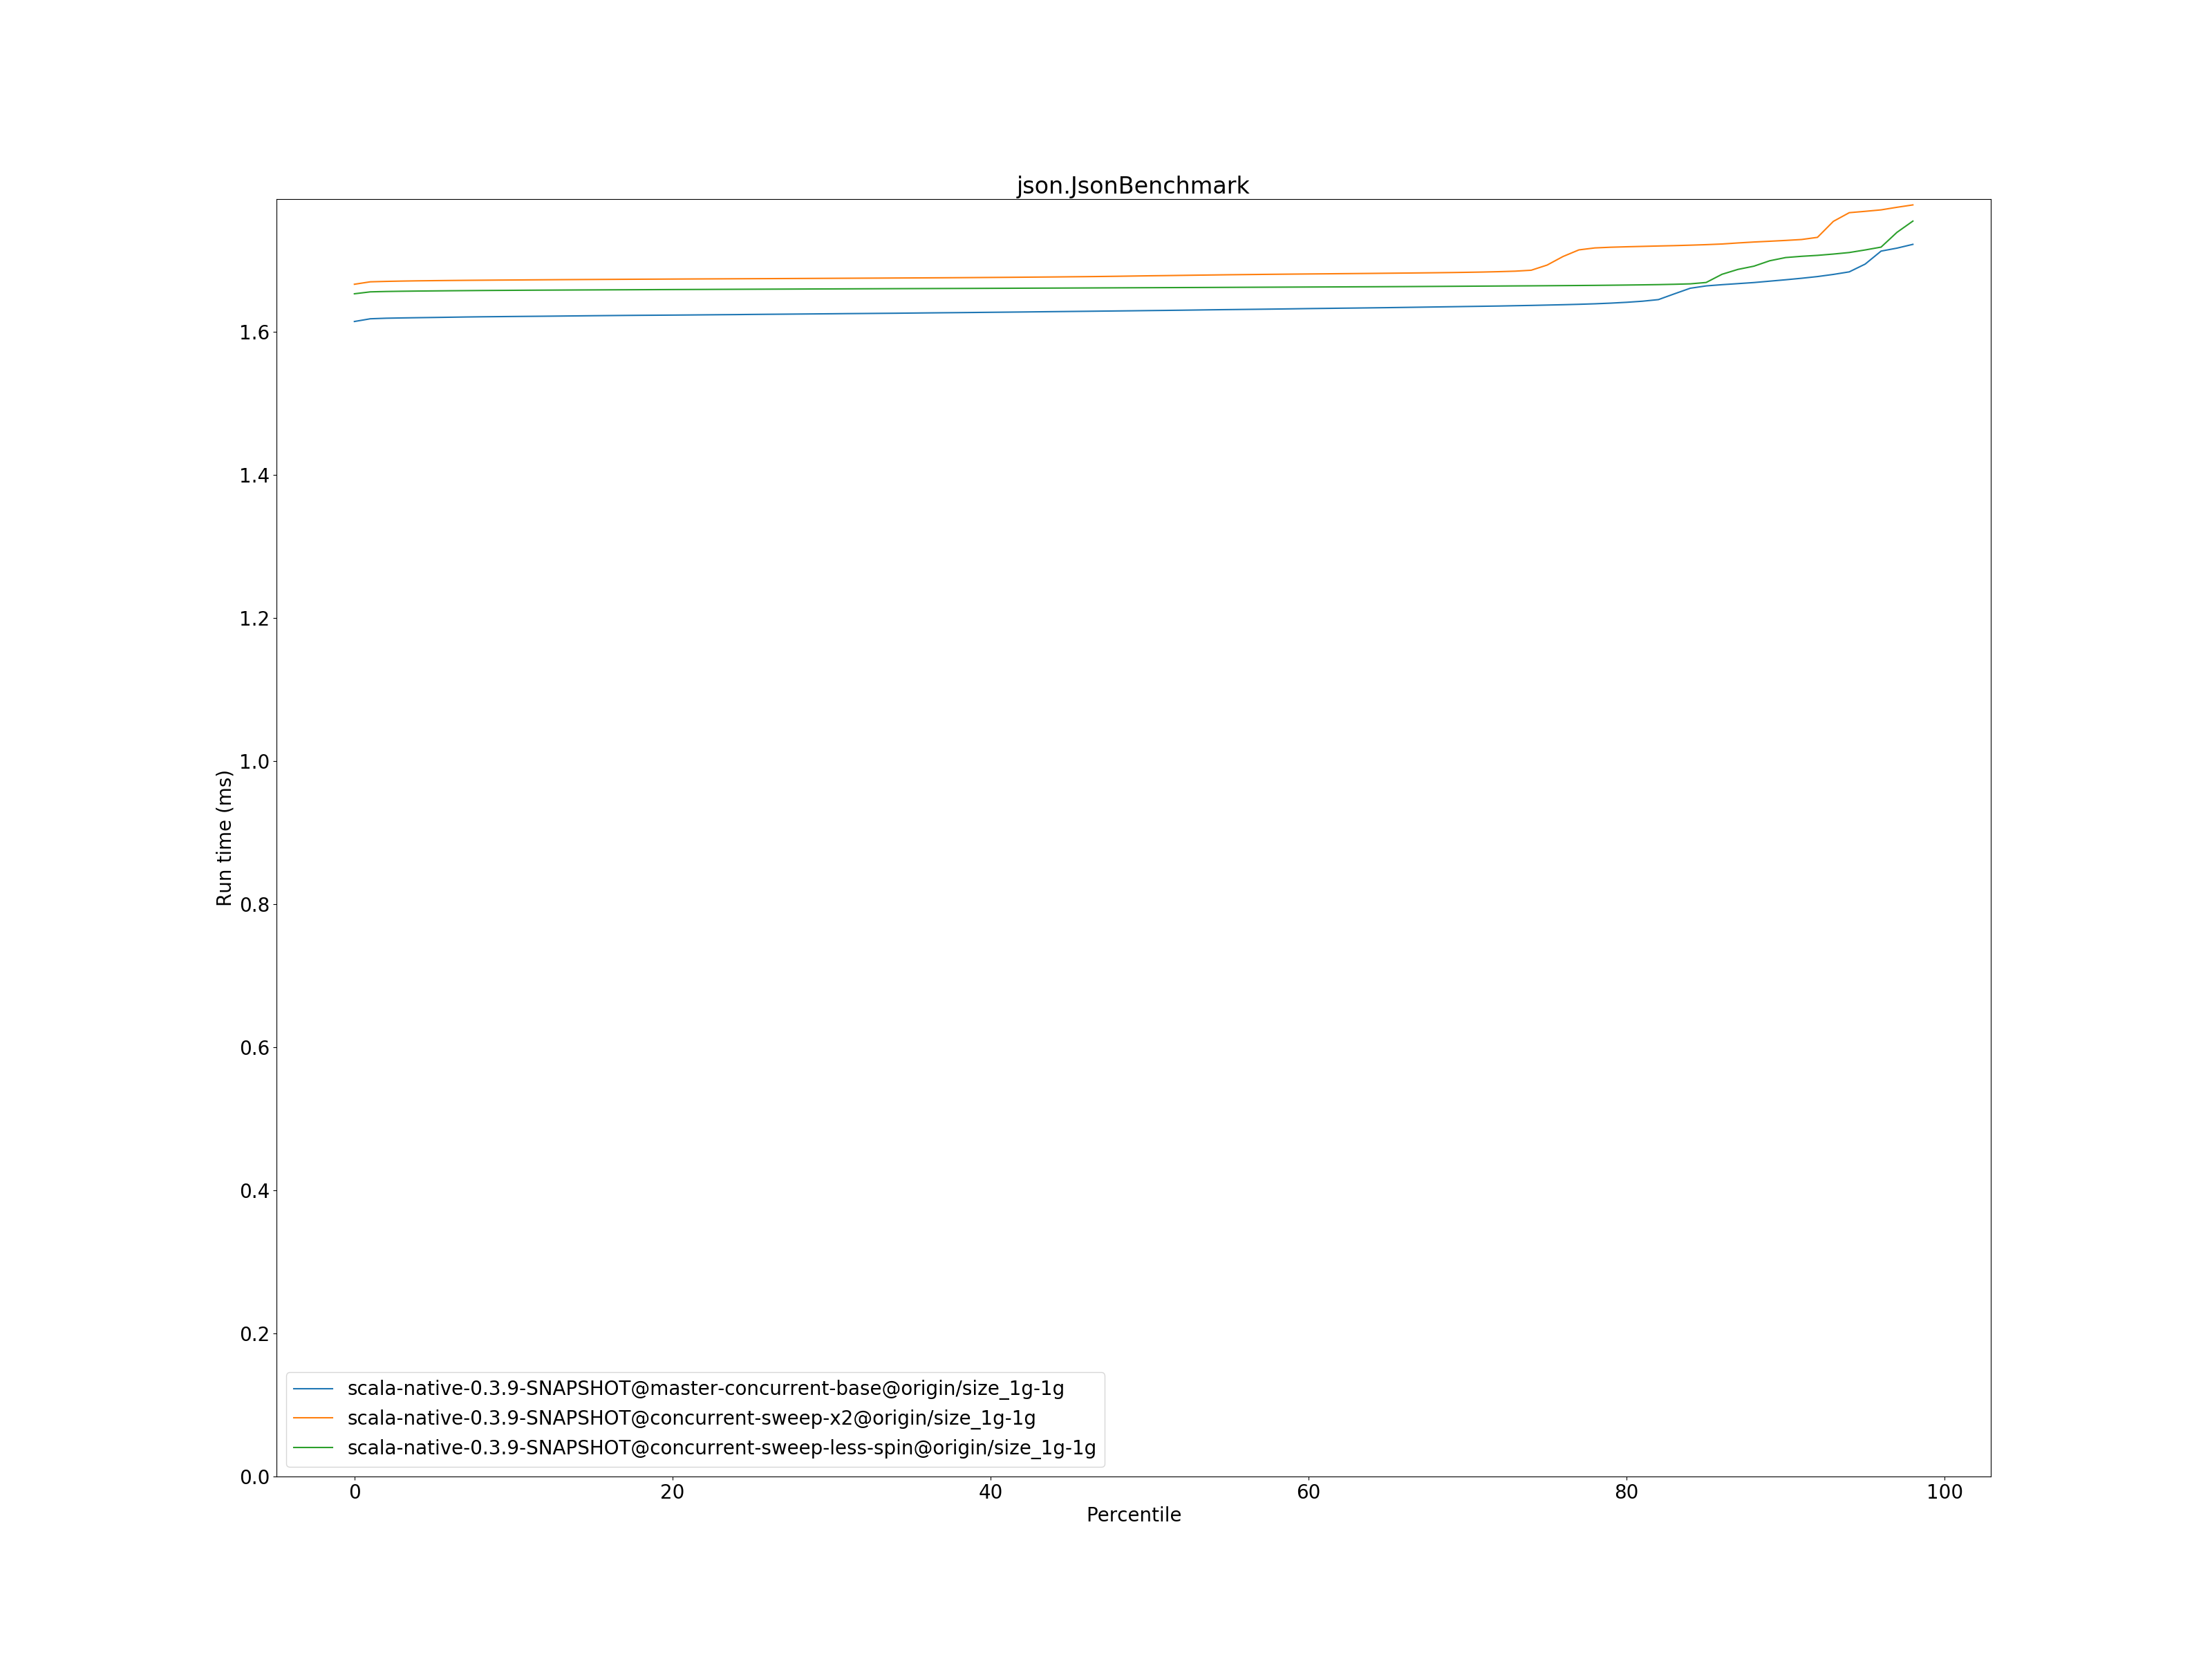 json.JsonBenchmark
Run time (ms)
1.6
1.4
1.2
1.0
0.8
0.6
0.4
0.2
0.0
scala-native-0.3.9-SNAPSHOT@master-concurrent-base@origin/size_1g-1g
scala-native-0.3.9-SNAPSHOT@concurrent-sweep-x2@origin/size_1g-1g
scala-native-0.3.9-SNAPSHOT@concurrent-sweep-less-spin@origin/size_1g-1g
0 20 40 60 80 100
Percentile